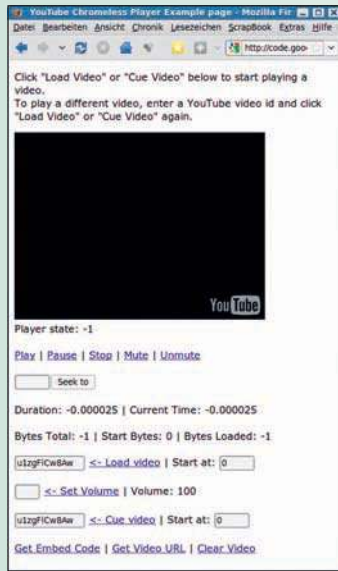 YouTube Chromeless Player Example page - Mozilla Fir
Datei Bearbeiten Ansicht Chronik Lesezeichen ScrapBook Extras Hilfe
http://code.goo
Click "Load Video" or "Cue Video" below to start playing a
video.
To play a different video, enter a YouTube video id and click
"Load Video" or "Cue Video" again.
YouTube
Player state: -1
Play | Pause | Stop | Mute | Unmute
Seek to
Duration: -0.000025 | Current Time: -0.000025
Bytes Total: -1 | Start Bytes: 0 | Bytes Loaded: -1
u1zgFlCw8Aw <- Load video | Start at: 0
<- Set Volume | Volume: 100
u1zgFlCw8Aw <- Cue video | Start at: 0
Get Embed Code | Get Video URL | Clear Video